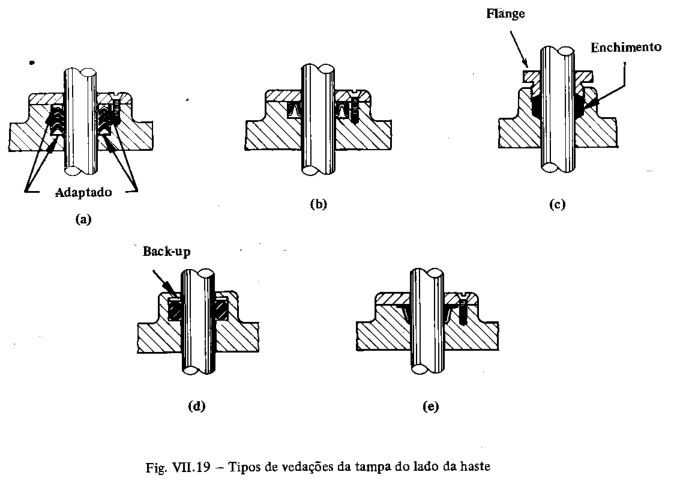 Flange
Enchimento
Adaptado
(a)
(b)
(c)
Back-up
(d)
(e)
Fig. VII.19 – Tipos de vedações da tampa do lado da haste